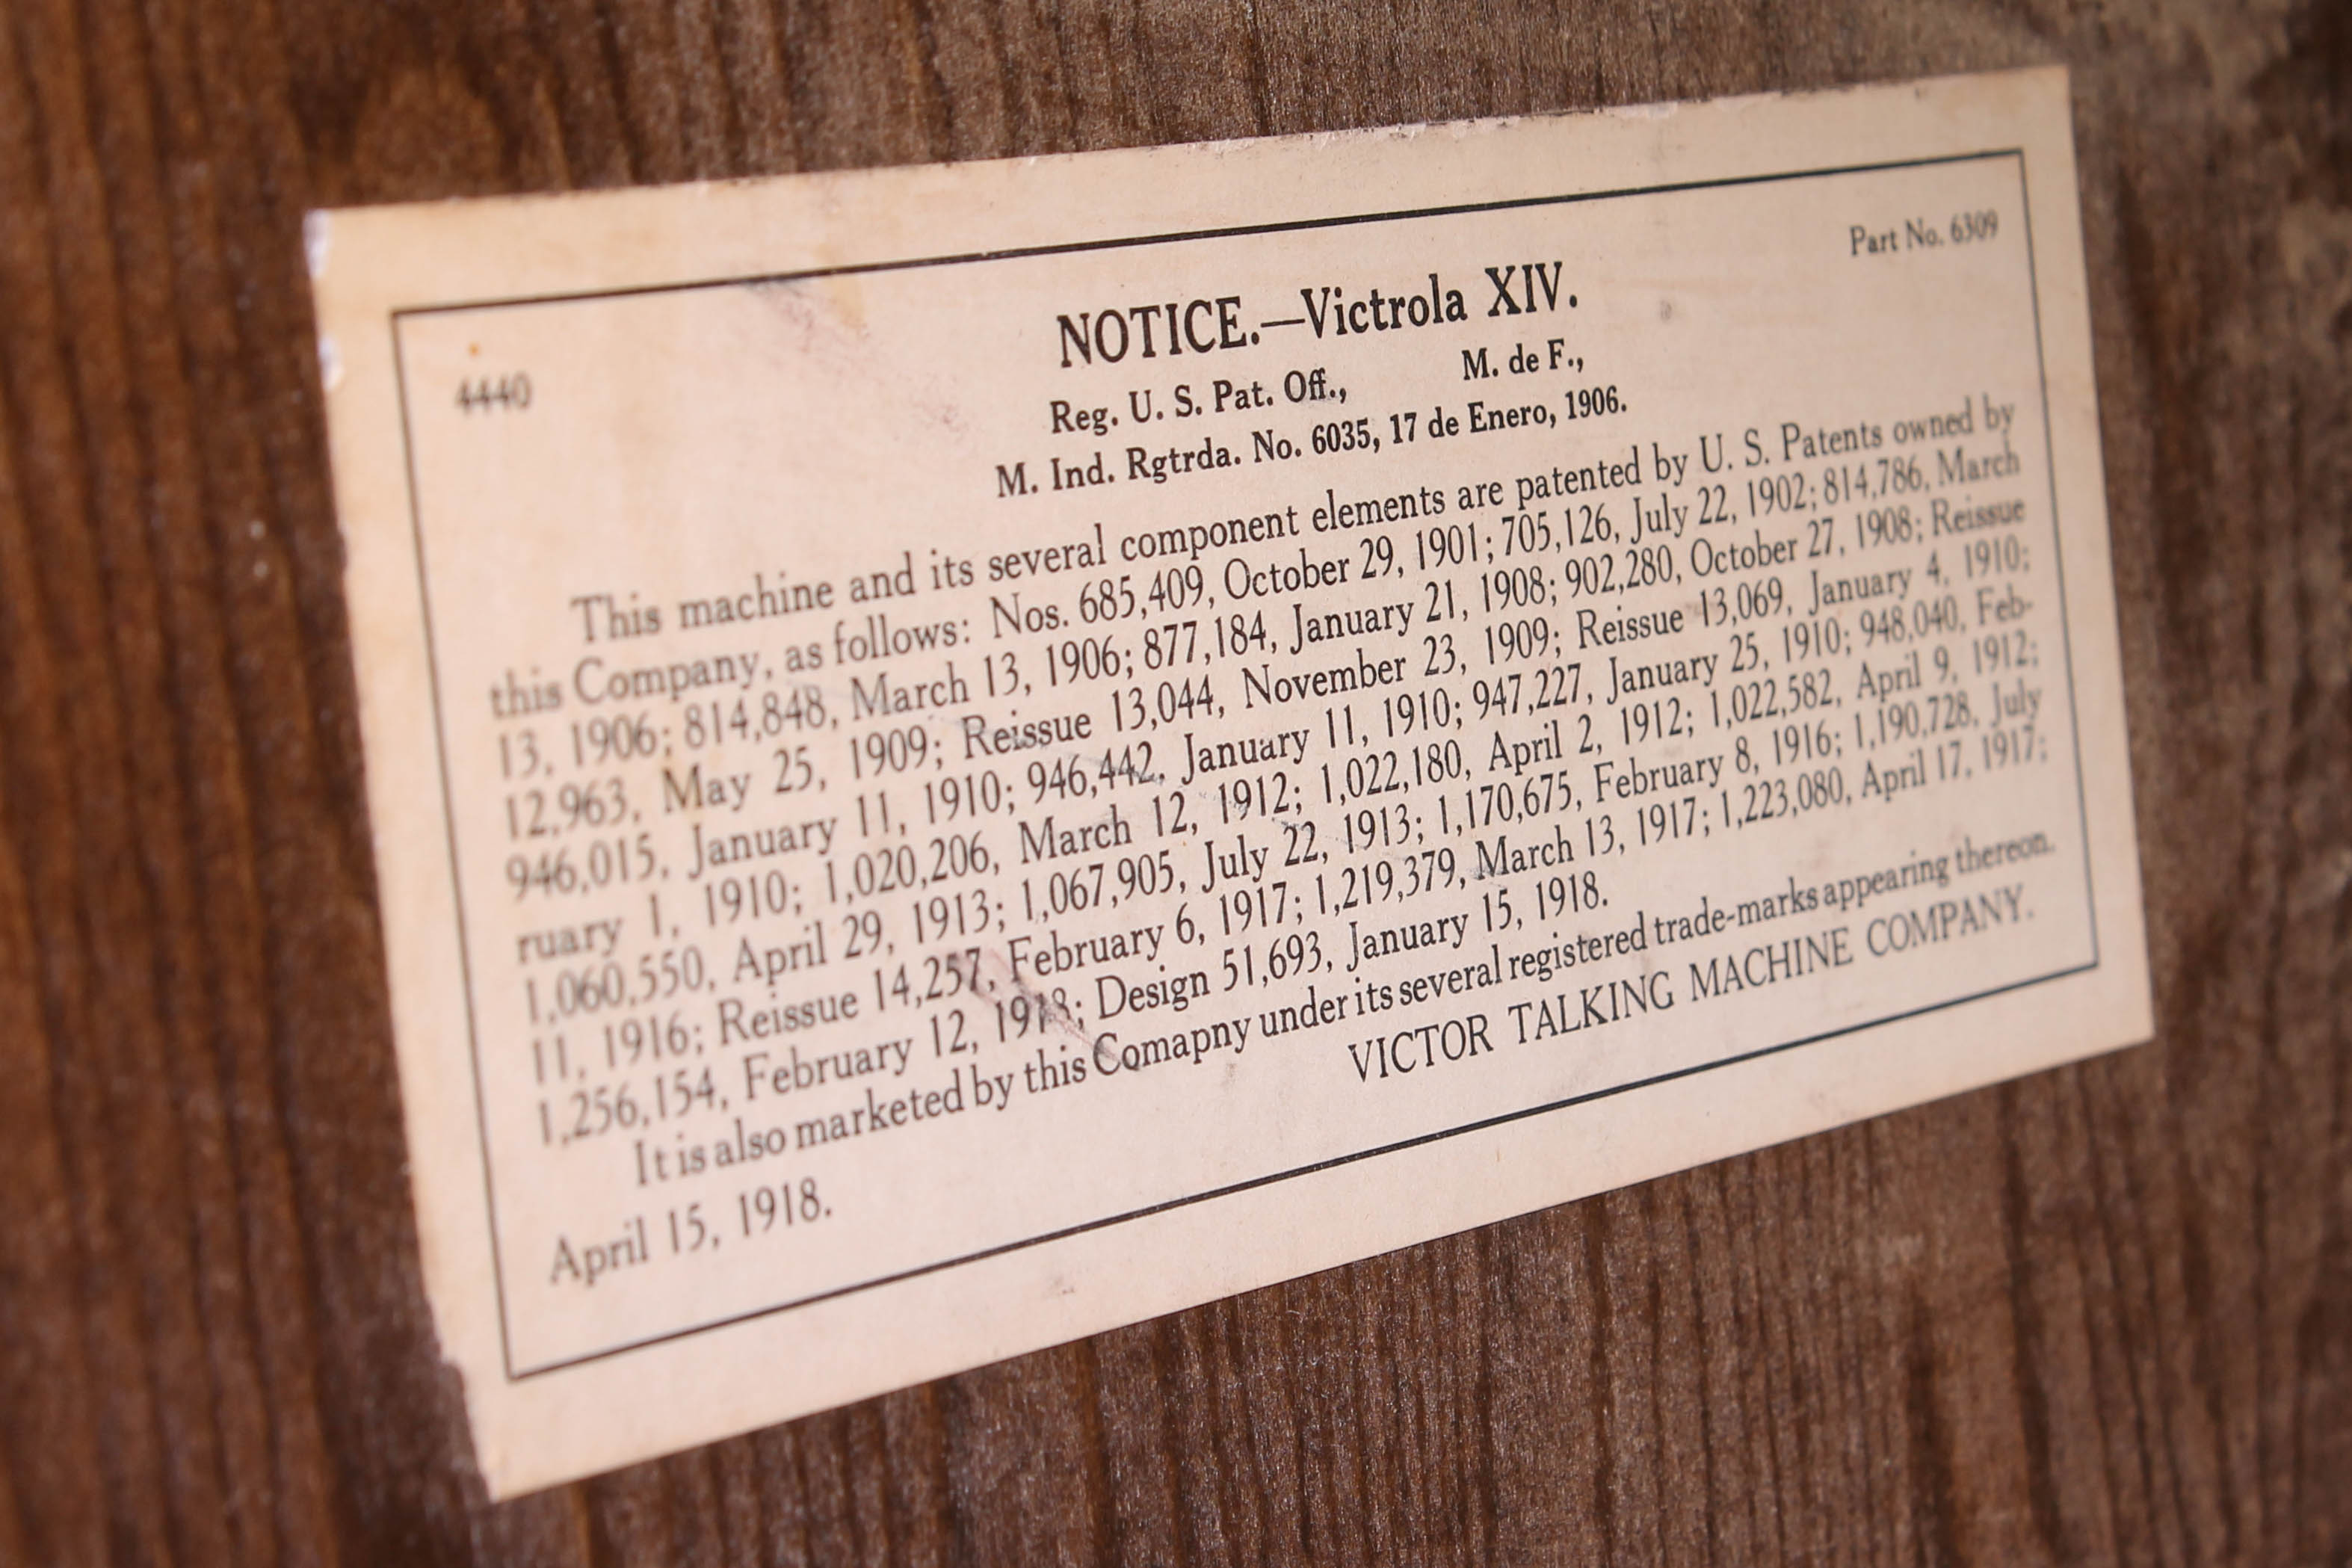 Part No. 6309
4440
NOTICE.—Victrola XIV.
Reg. U. S. Pat. Off., M. de F.,
M. Ind. Rgtrda. No. 6035, 17 de Enero, 1906.
This machine and its several component elements are patented by U. S. Patents owned by
this Company, as follows: Nos. 685,409, October 29, 1901; 705,126, July 22, 1902; 814,786, March
13, 1906; 814,848, March 13, 1906; 877,184, January 21, 1908; 902,280, October 27, 1908; Reissue
12,963, May 25, 1909; Reissue 13,044, November 23, 1909; Reissue 13,069, January 4, 1910;
946,015, January 11, 1910; 946,442, January 11, 1910; 947,227, January 25, 1910; 948,040, Feb-
ruary 1, 1910; 1,020,206, March 12, 1912; 1,022,180, April 2, 1912; 1,022,582, April 9, 1912;
1,060,550, April 29, 1913; 1,067,905, July 22, 1913; 1,170,675, February 8, 1916; 1,190,728, July
11, 1916; Reissue 14,257, February 6, 1917; 1,219,379, March 13, 1917; 1,223,080, April 17, 1917;
1,256,154, February 12, 1918; Design 51,693, January 15, 1918.
It is also marketed by this Comapny under its several registered trade-marks appearing thereon.
VICTOR TALKING MACHINE COMPANY.
April 15, 1918.